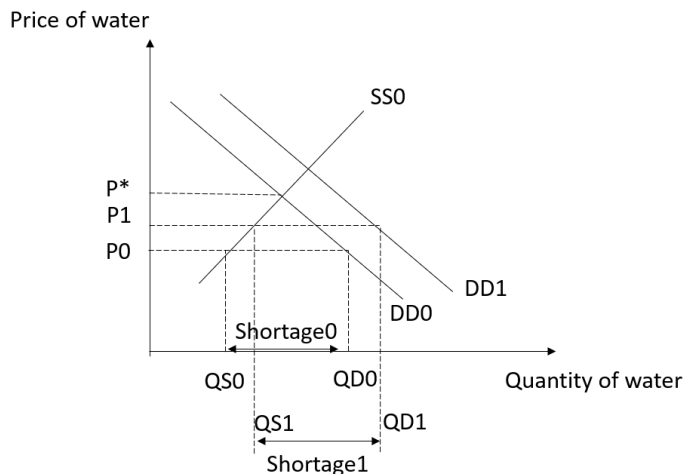 Price of water
SS0
P*
P1
P0
DD1
DD0
Shortage0
QS0
QD0
Quantity of water
QS1
QD1
Shortage1